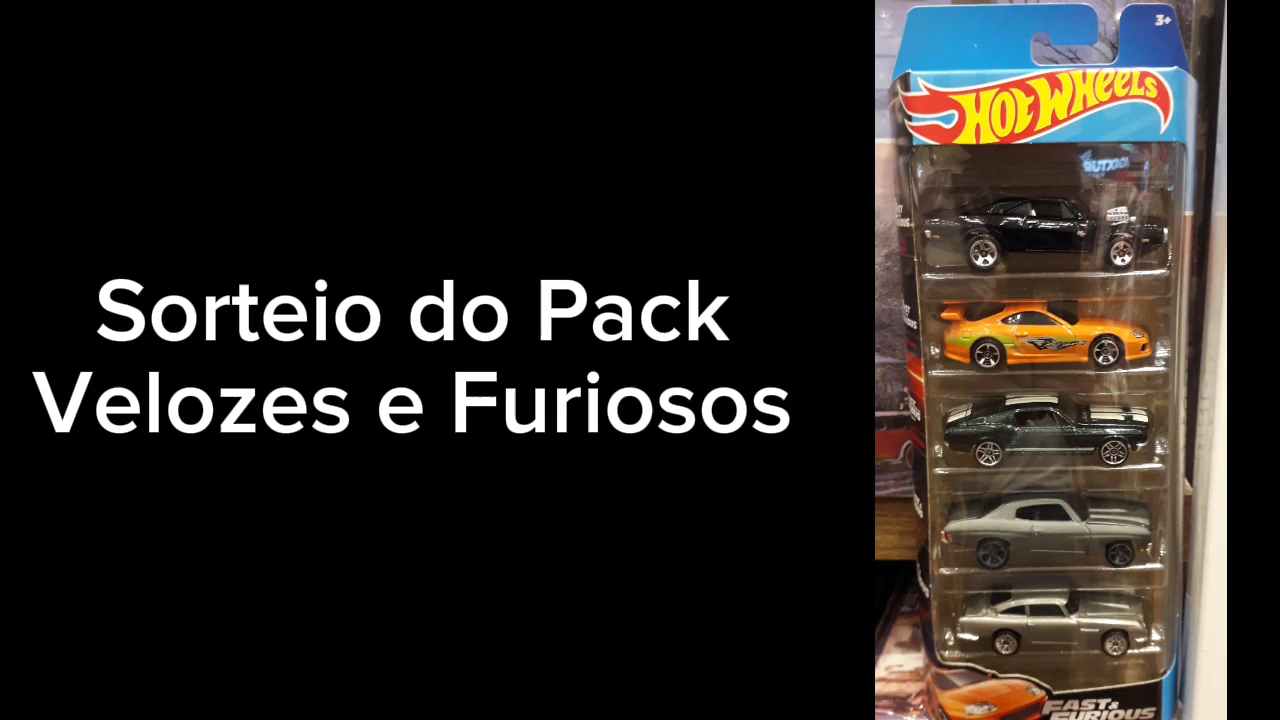 Sorteio do Pack
Velozes e Furiosos
3+
HOT WHEELS
FAST &
FURIOUS